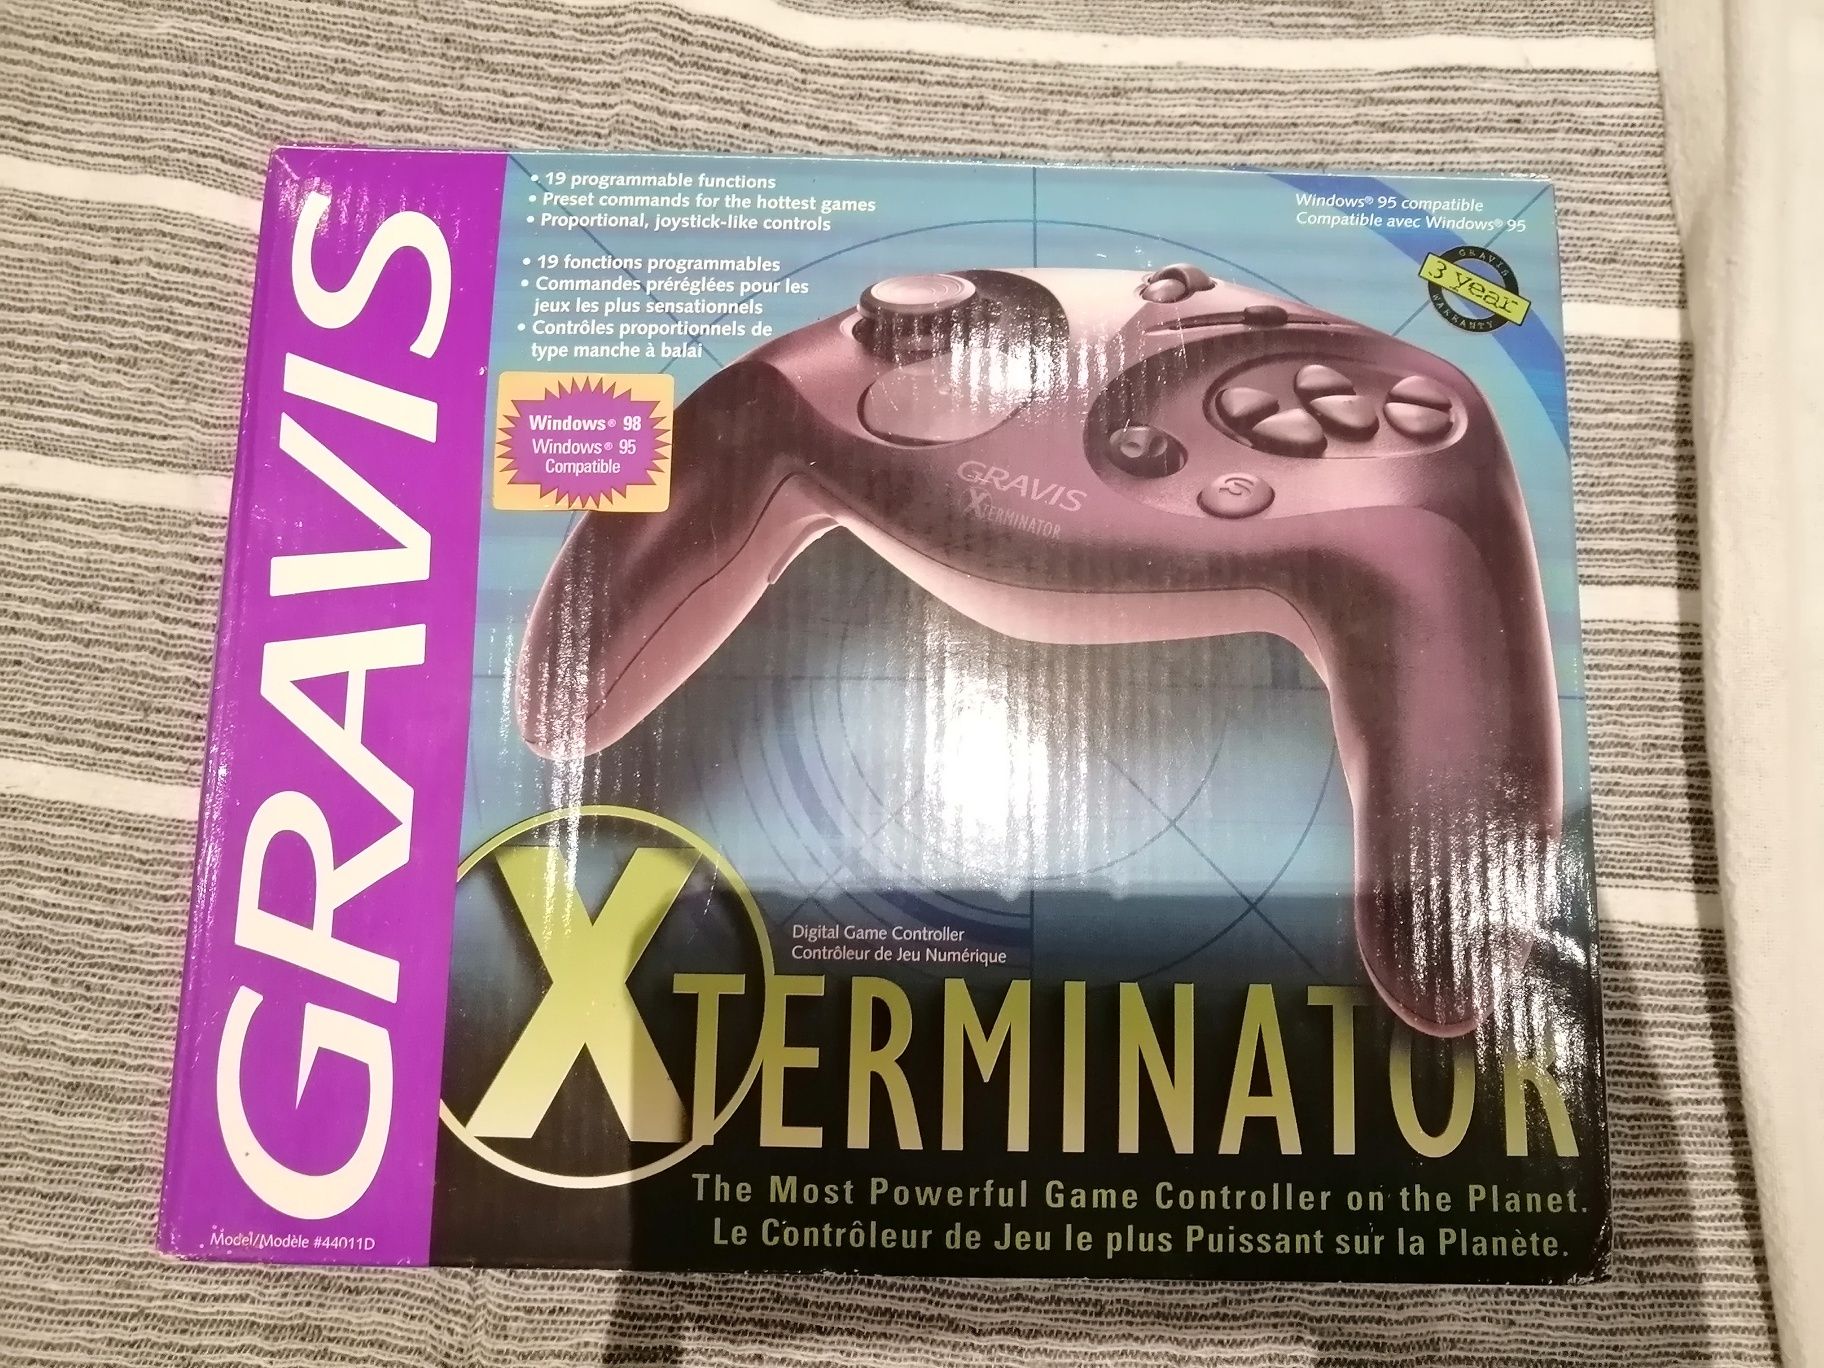 GRAVIS
Model/Modèle #44011D
• 19 programmable functions
• Preset commands for the hottest games
• Proportional, joystick-like controls
• 19 fonctions programmables
• Commandes préréglées pour les
jeux les plus sensationnels
• Contrôles proportionnels de
type manche à balai
Windows® 98
Windows® 95
Compatible
Windows® 95 compatible
Compatible avec Windows® 95
GRAVIS
3 year
WARRANTY
GRAVIS
XTERMINATOR
Digital Game Controller
Contrôleur de Jeu Numérique
XTERMINATOR
The Most Powerful Game Controller on the Planet.
Le Contrôleur de Jeu le plus Puissant sur la Planète.